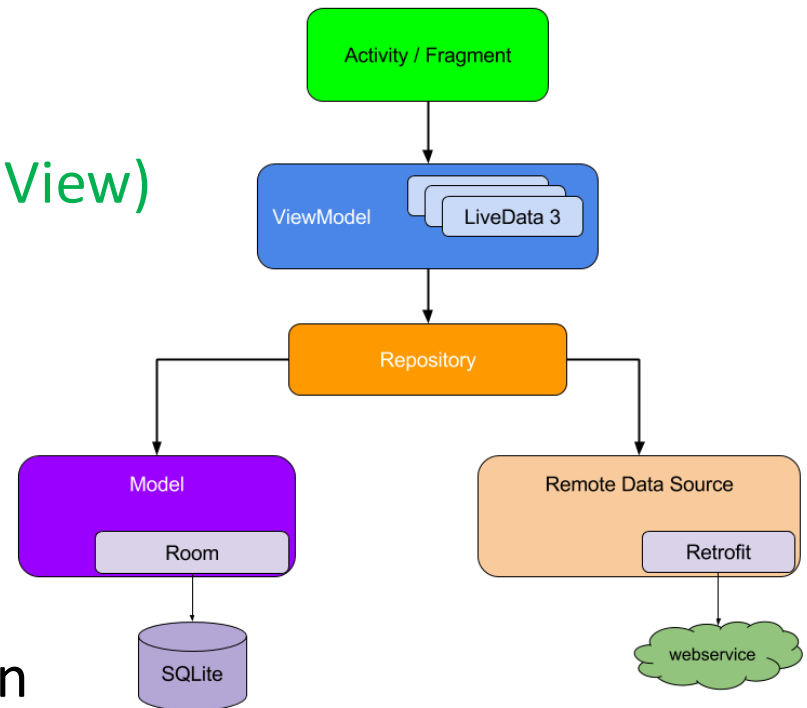 Activity / Fragment
View)
ViewModel
LiveData 3
Repository
Model
Remote Data Source
Room
Retrofit
SQLite
webservice
n